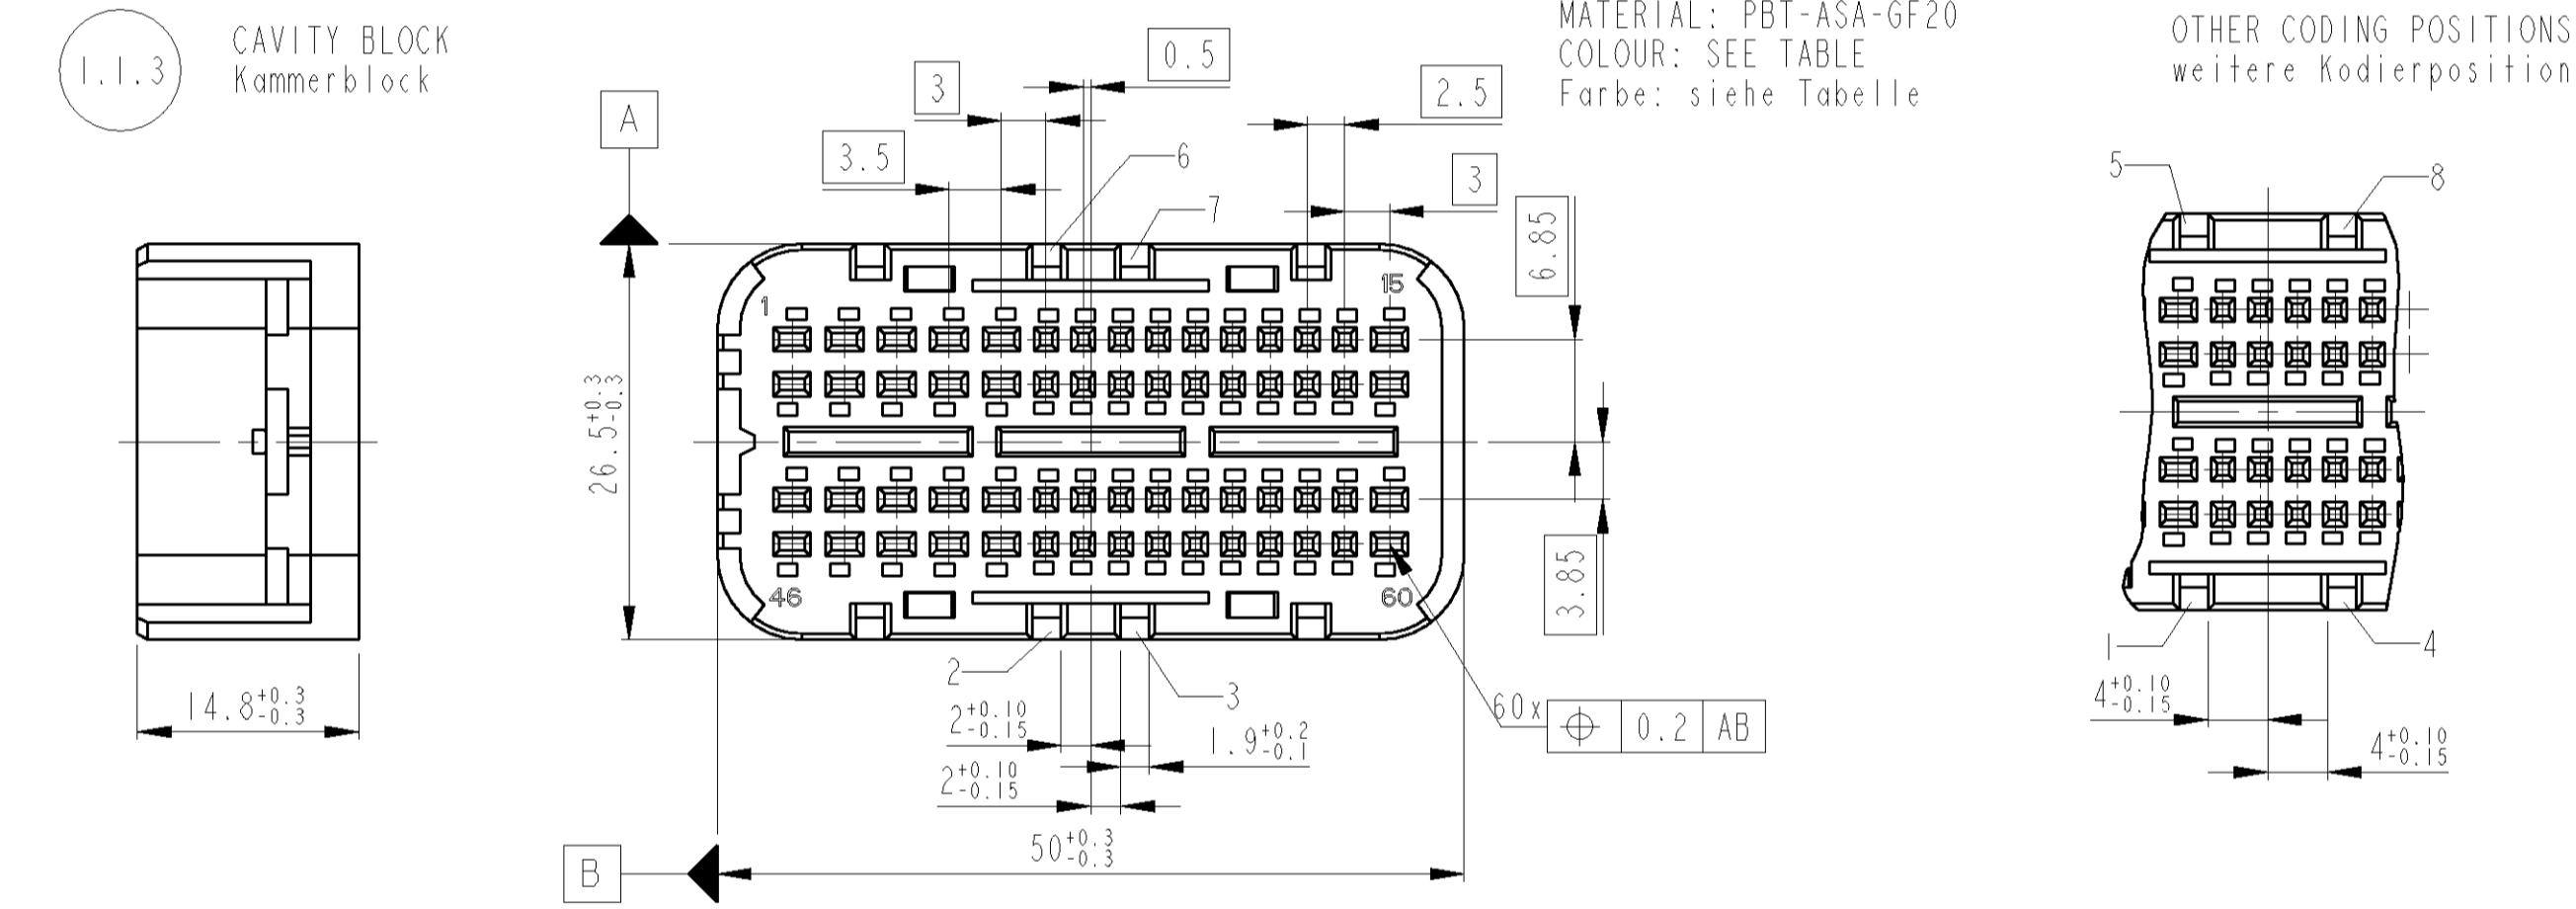 1.1.3
CAVITY BLOCK
Kammerblock
MATERIAL: PBT-ASA-GF20
COLOUR: SEE TABLE
Farbe: siehe Tabelle
OTHER CODING POSITIONS
weitere Kodierposition
A
3.5
3
0.5
6
7
2.5
3
6.85
3.85
1
15
46
60
26.5+0.3-0.3
14.8+0.3-0.3
2
3
2+0.10-0.15
2+0.10-0.15
1.9+0.2-0.1
50+0.3-0.3
B
60x ⌖ 0.2 AB
5
8
1
4
4+0.10-0.15
4+0.10-0.15